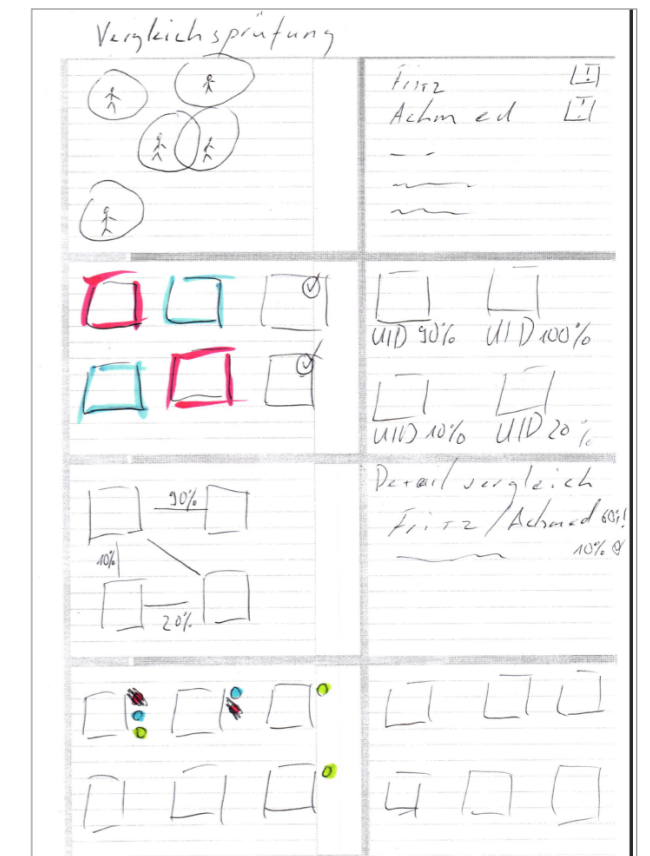 Vergleichsprüfung
Fritz !
Achmed !
UID 90% UID 100%
UID 10% UID 20%
90%
10%
20%
Detailvergleich
Fritz / Achmed 60%!
10%